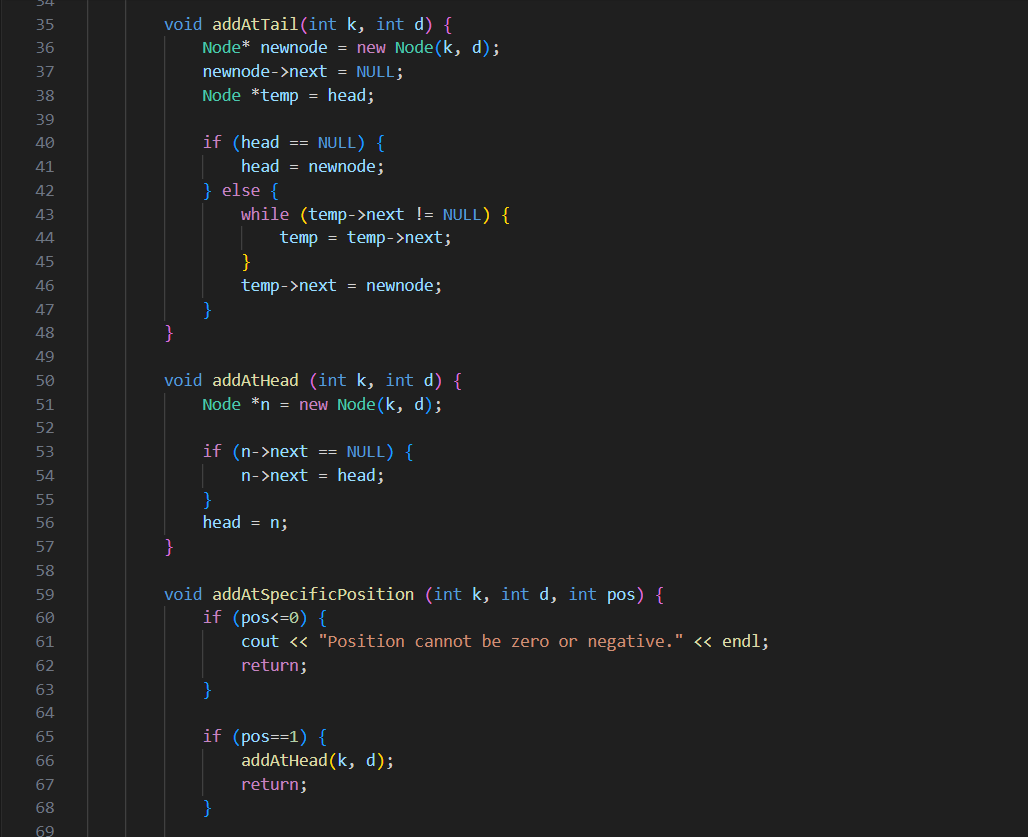 34
35 void addAtTail(int k, int d) {
36 Node* newnode = new Node(k, d);
37 newnode->next = NULL;
38 Node *temp = head;
39
40 if (head == NULL) {
41 head = newnode;
42 } else {
43 while (temp->next != NULL) {
44 temp = temp->next;
45 }
46 temp->next = newnode;
47 }
48 }
49
50 void addAtHead (int k, int d) {
51 Node *n = new Node(k, d);
52
53 if (n->next == NULL) {
54 n->next = head;
55 }
56 head = n;
57 }
58
59 void addAtSpecificPosition (int k, int d, int pos) {
60 if (pos<=0) {
61 cout << "Position cannot be zero or negative." << endl;
62 return;
63 }
64
65 if (pos==1) {
66 addAtHead(k, d);
67 return;
68 }
69